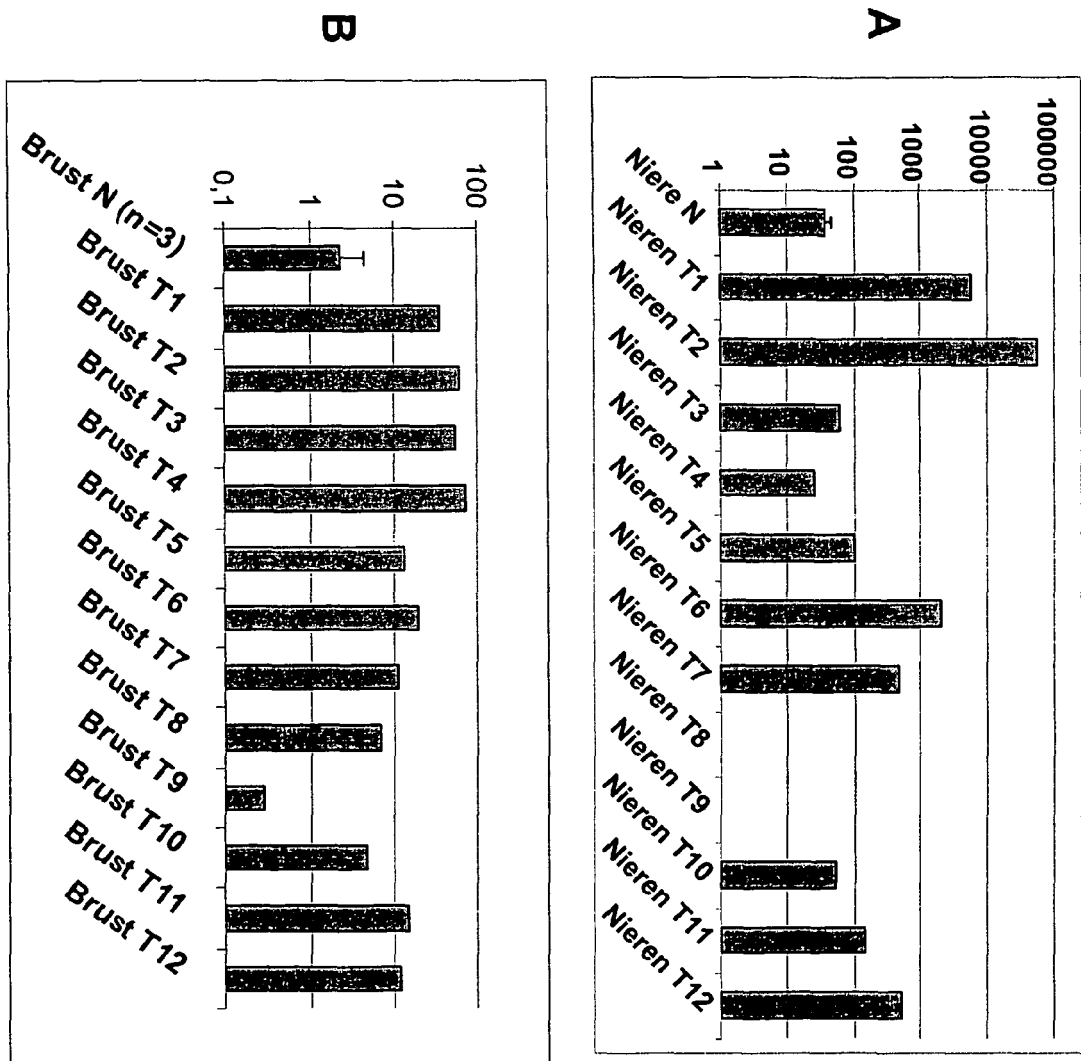 A
100000
10000
1000
100
10
1
Niere N
Nieren T1
Nieren T2
Nieren T3
Nieren T4
Nieren T5
Nieren T6
Nieren T7
Nieren T8
Nieren T9
Nieren T10
Nieren T11
Nieren T12
B
100
10
1
,0
1
Brust N (n=3)
Brust T1
Brust T2
Brust T3
Brust T4
Brust T5
Brust T6
Brust T7
Brust T8
Brust T9
Brust T10
Brust T11
Brust T12